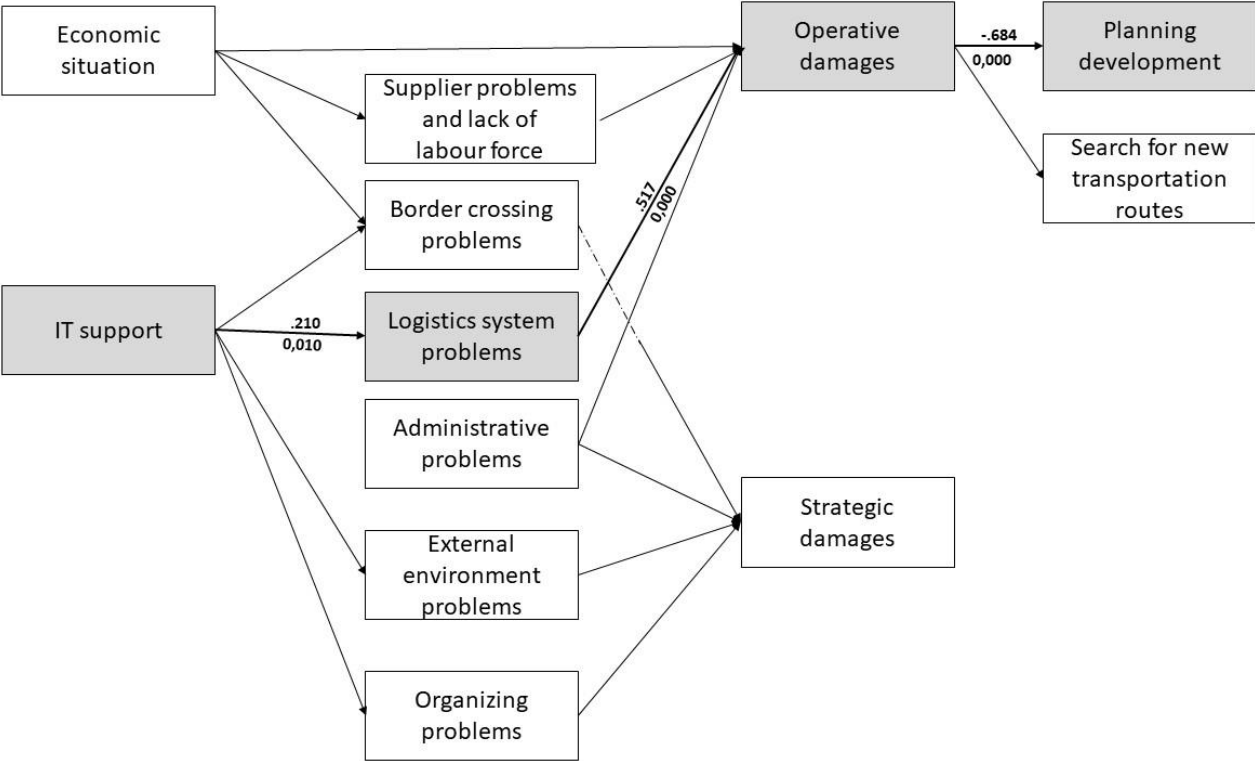 Economic
situation
Operative
damages
-.684
0,000
Planning
development
Supplier problems
and lack of
labour force
Search for new
transportation
routes
Border crossing
problems
.517
0,000
IT support
.210
0,010
Logistics system
problems
Administrative
problems
Strategic
damages
External
environment
problems
Organizing
problems